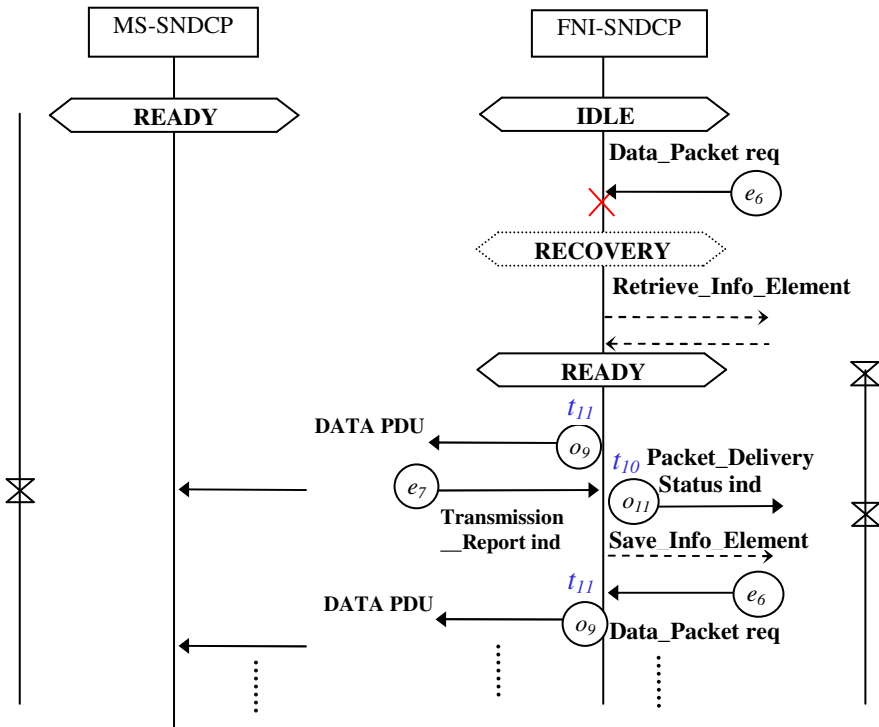 MS-SNDCP
FNI-SNDCP
READY
IDLE
Data_Packet req
e6
RECOVERY
Retrieve_Info_Element
READY
t11
DATA PDU
o9
t10
Packet_Delivery
Status ind
e7
o11
Transmission
__Report ind
Save_Info_Element
t11
e6
DATA PDU
o9
Data_Packet req